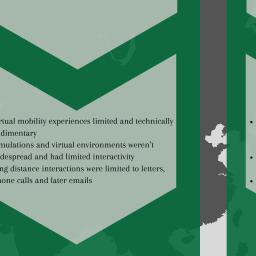 rtual mobility experiences limited and technically
dimentary
mulations and virtual environments weren't
despread and had limited interactivity
ng distance interactions were limited to letters,
one calls and later emails